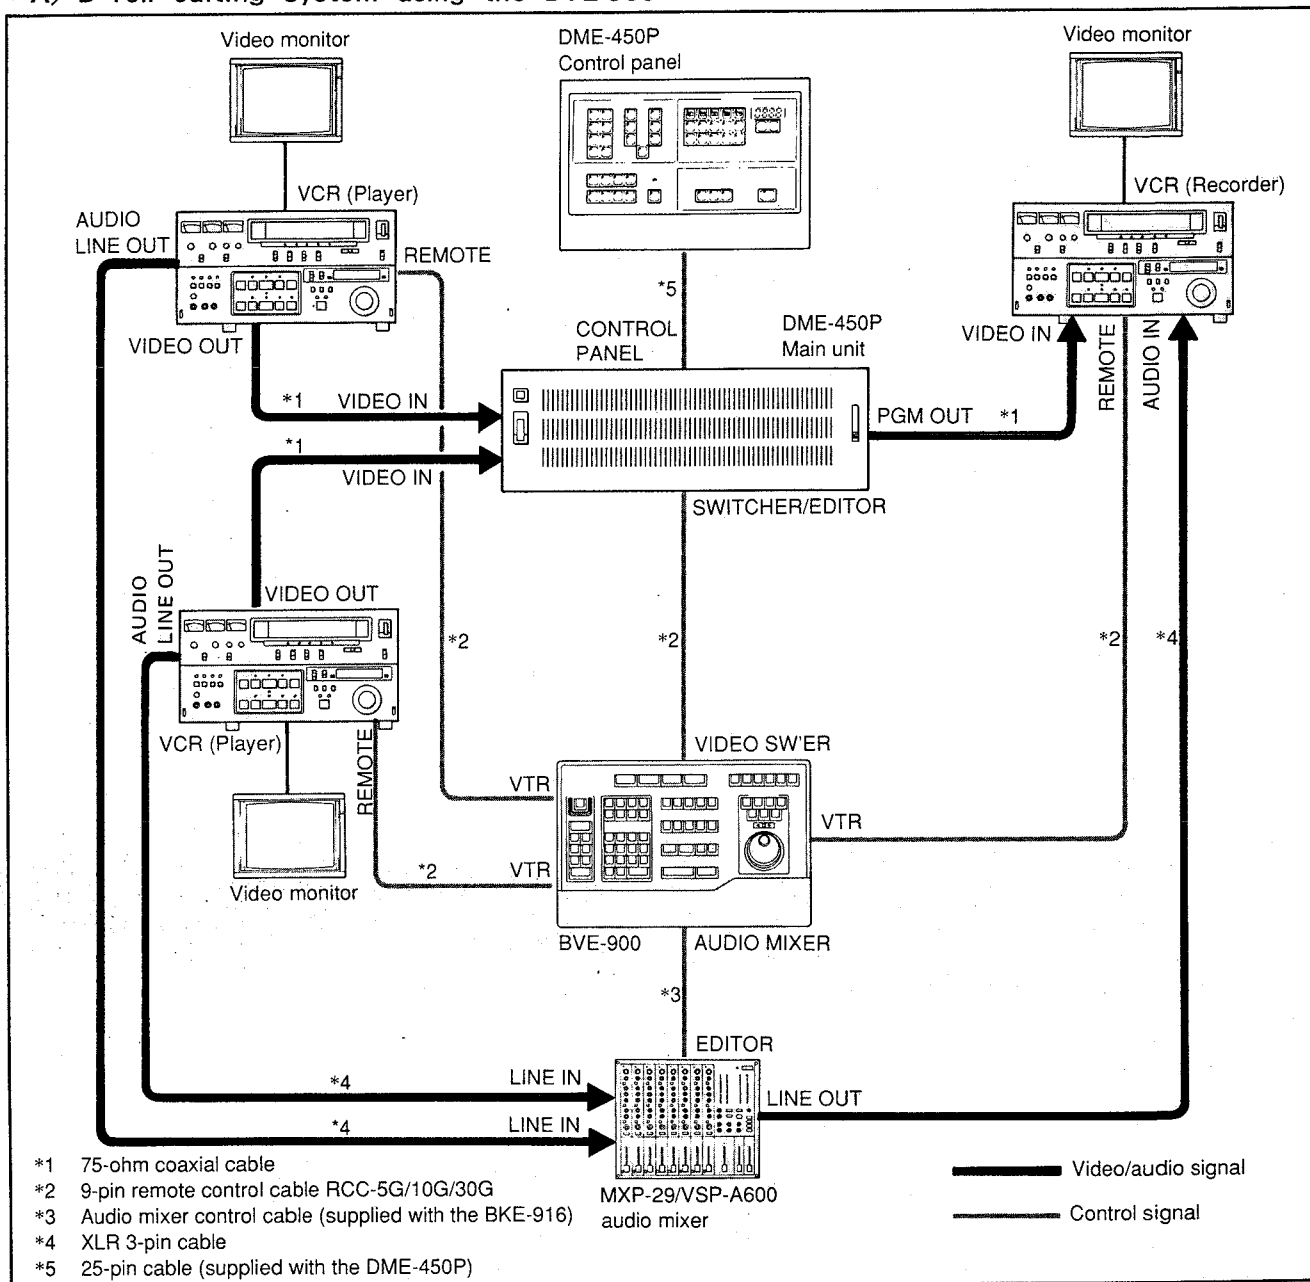 Video monitor
DME-450P
Control panel
Video monitor
VCR (Player)
VCR (Recorder)
AUDIO
LINE OUT
REMOTE
*5
CONTROL
PANEL
DME-450P
Main unit
VIDEO IN
REMOTE
AUDIO IN
VIDEO OUT
*1 VIDEO IN
PGM OUT *1
*1
VIDEO IN
SWITCHER/EDITOR
AUDIO
LINE OUT
VIDEO OUT
*2
*2
*2
*4
VCR (Player)
REMOTE
VIDEO SW'ER
VTR
VTR
*2
VTR
Video monitor
BVE-900
AUDIO MIXER
*3
EDITOR
*4
LINE IN
LINE OUT
*4
LINE IN
*1 75-ohm coaxial cable
*2 9-pin remote control cable RCC-5G/10G/30G
*3 Audio mixer control cable (supplied with the BKE-916)
*4 XLR 3-pin cable
*5 25-pin cable (supplied with the DME-450P)
MXP-29/VSP-A600
audio mixer
Video/audio signal
Control signal